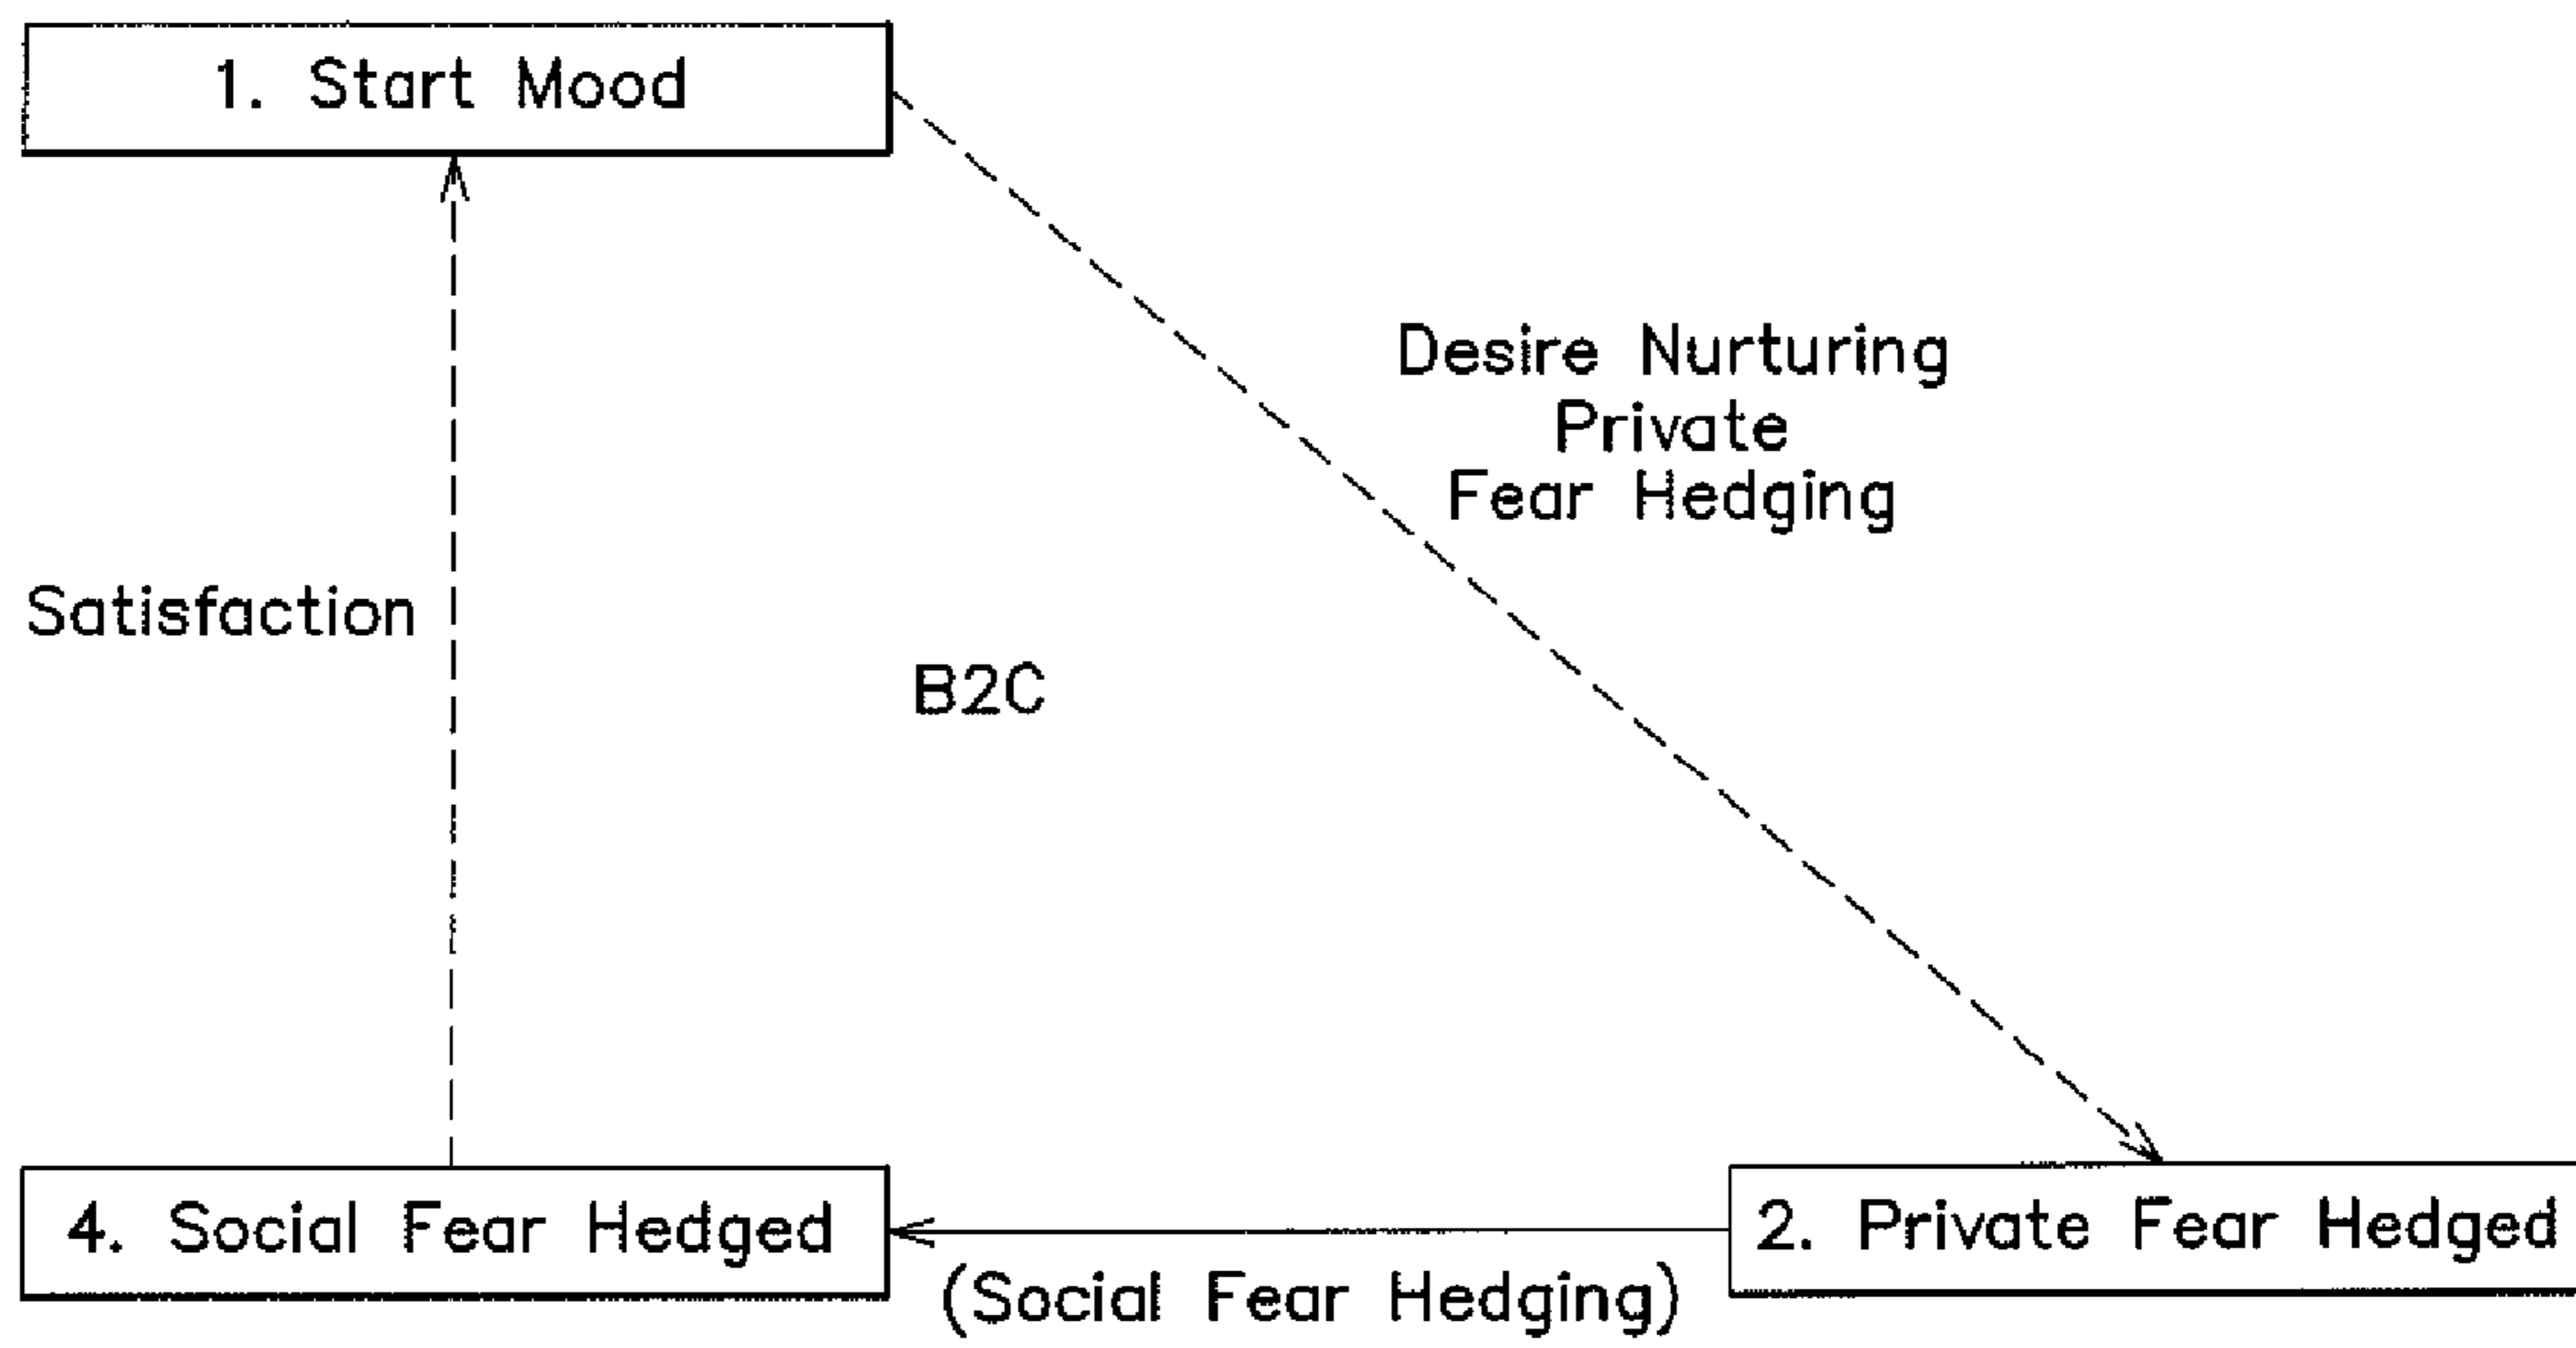 1. Start Mood
Desire Nurturing
Private
Fear Hedging
Satisfaction
B2C
4. Social Fear Hedged
2. Private Fear Hedged
(Social Fear Hedging)